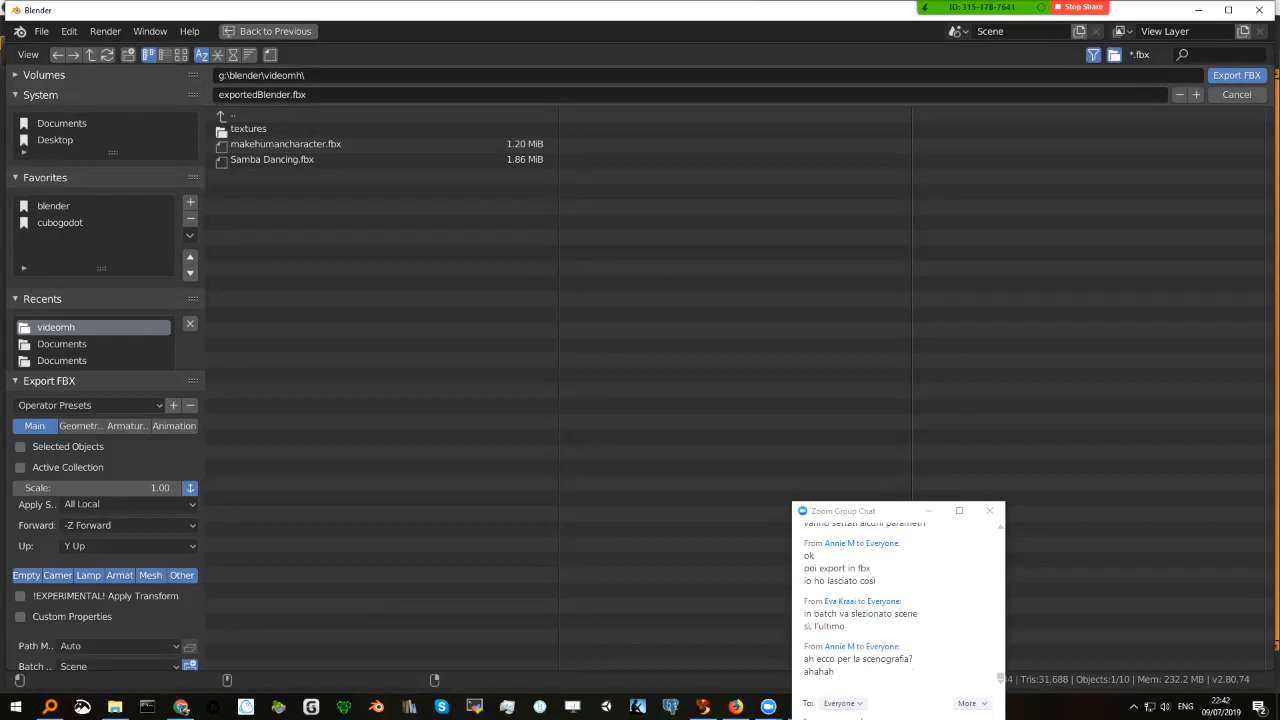 Blender
ID: 315-178-7641
Stop Share
File Edit Render Window Help Back to Previous
Scene
View Layer
View
*.fbx
Volumes
g:\blender\videomh\
Export FBX
System
exportedBlender.fbx
Cancel
Documents
Desktop
..
textures
makehumancharacter.fbx 1.20 MiB
Samba Dancing.fbx 1.86 MiB
Favorites
blender
cubogodot
Recents
videomh
Documents
Documents
Export FBX
Operator Presets
Main Geometr.. Armatur.. Animation
Selected Objects
Active Collection
Scale: 1.00
Apply S.. All Local
Forward: -Z Forward
Up: Y Up
Empty Camer Lamp Armat Mesh Other
!EXPERIMENTAL! Apply Transform
Custom Properties
Path M.. Auto
Batch .. Scene
Zoom Group Chat
vanno settati alcuni parametri
From Annie M to Everyone:
ok
poi export in fbx
io ho lasciato così
From Eva Kraai to Everyone:
in batch va slezionato scene
sì, l'ultimo
From Annie M to Everyone:
ah ecco per la scenografia?
ahahah
To: Everyone
More
Tris:31,688 | Objects:1/10 | Mem: 322.2 MB | v2.80.74
ENG
22:42
09/07/2019
2